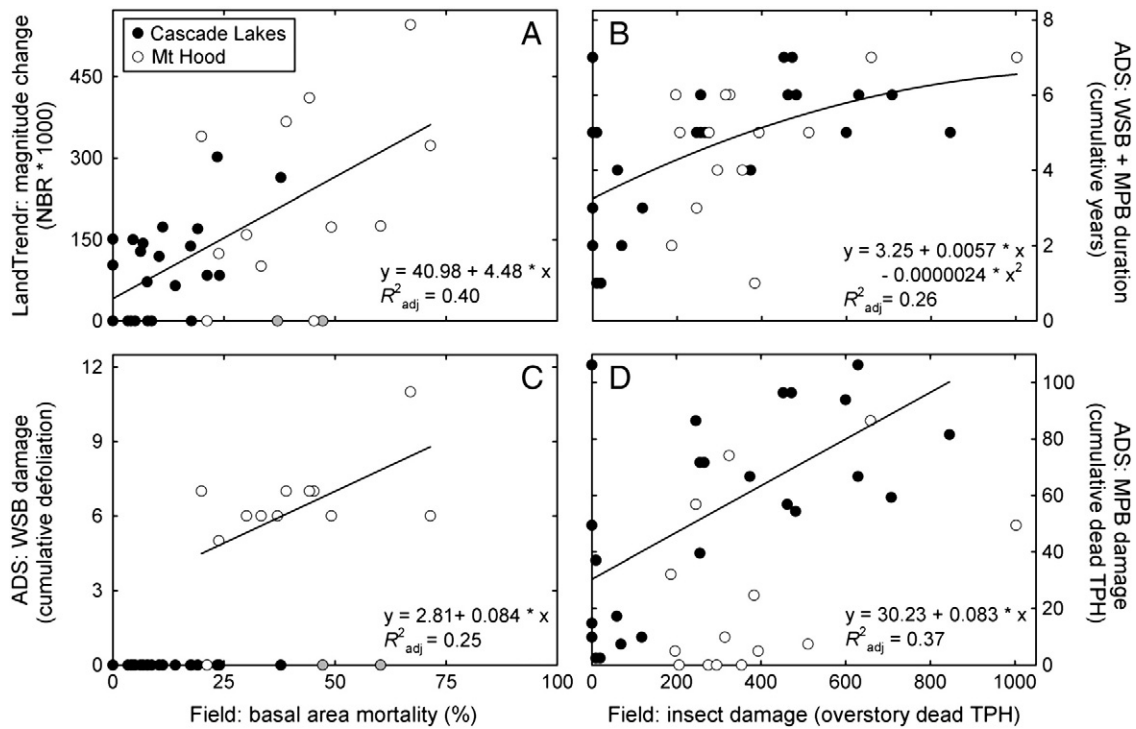 Cascade Lakes
Mt Hood
A
450
300
150
0
LandTrendr: magnitude change
(NBR * 1000)
y = 40.98 + 4.48 * x
R²adj = 0.40
B
8
6
4
2
0
ADS: WSB + MPB duration
(cumulative years)
y = 3.25 + 0.0057 * x
- 0.0000024 * x²
R²adj = 0.26
C
12
9
6
3
0
ADS: WSB damage
(cumulative defoliation)
y = 2.81+ 0.084 * x
R²adj = 0.25
0 25 50 75 100
Field: basal area mortality (%)
D
100
80
60
40
20
0
ADS: MPB damage
(cumulative dead TPH)
y = 30.23 + 0.083 * x
R²adj = 0.37
0 200 400 600 800 1000
Field: insect damage (overstory dead TPH)